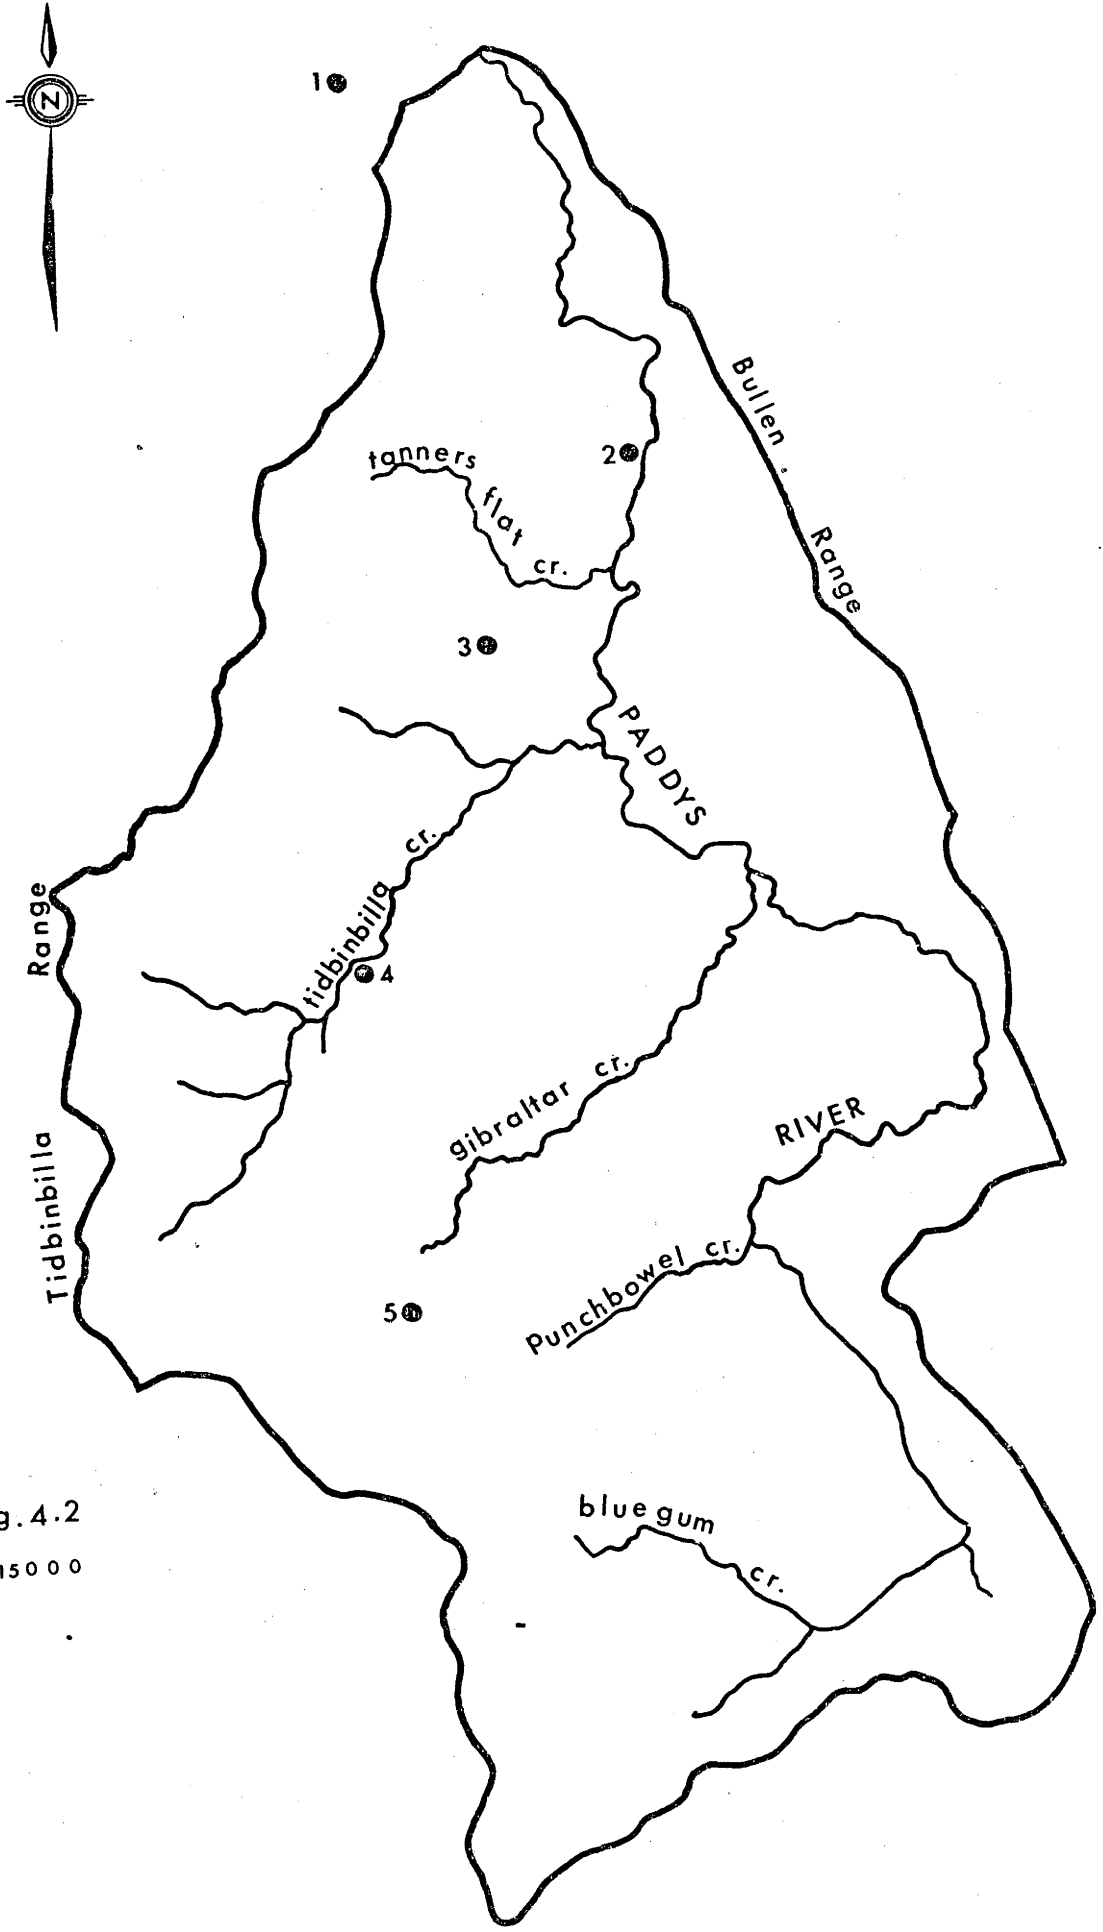 N
1
Bullen
Range
2
tanners
flat
cr.
3
PADDYS
RIVER
tidbinbilla cr.
4
gibraltar cr.
Tidbinbilla Range
Punchbowel cr.
5
blue gum
cr.
g.4.2
15000